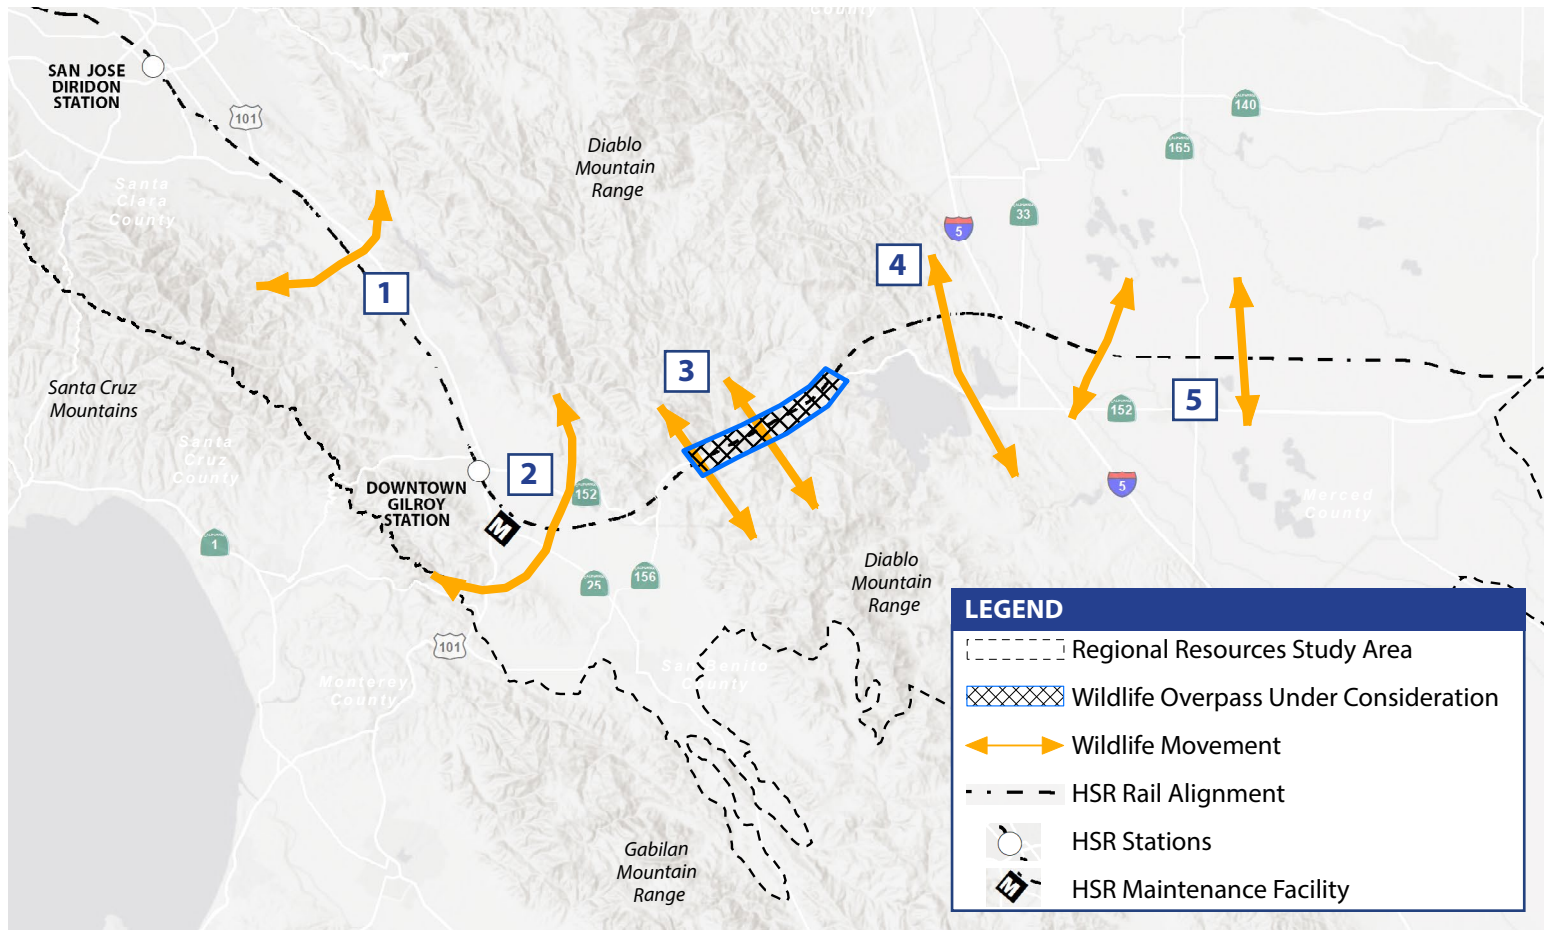 County
SAN JOSE
DIRIDON
STATION
101
140
165
Diablo
Mountain
Range
Santa
Clara
County
33
5
4
1
3
Santa Cruz
Mountains
5
152
Santa
Cruz
County
2
DOWNTOWN
GILROY
STATION
152
5
Merced
County
M
1
25
156
Diablo
Mountain
Range
101
San Benito
County
Monterey
County
Gabilan
Mountain
Range
LEGEND
Regional Resources Study Area
Wildlife Overpass Under Consideration
Wildlife Movement
HSR Rail Alignment
HSR Stations
M
HSR Maintenance Facility